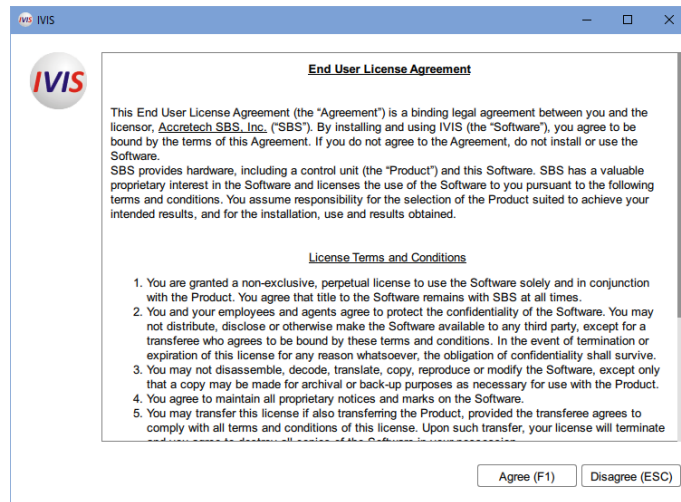 IVIS IVIS
IVIS
End User License Agreement
This End User License Agreement (the “Agreement”) is a binding legal agreement between you and the
licensor, Accretech SBS, Inc. (“SBS”). By installing and using IVIS (the “Software”), you agree to be
bound by the terms of this Agreement. If you do not agree to the Agreement, do not install or use the
Software.
SBS provides hardware, including a control unit (the “Product”) and this Software. SBS has a valuable
proprietary interest in the Software and licenses the use of the Software to you pursuant to the following
terms and conditions. You assume responsibility for the selection of the Product suited to achieve your
intended results, and for the installation, use and results obtained.
License Terms and Conditions
1. You are granted a non-exclusive, perpetual license to use the Software solely and in conjunction
with the Product. You agree that title to the Software remains with SBS at all times.
2. You and your employees and agents agree to protect the confidentiality of the Software. You may
not distribute, disclose or otherwise make the Software available to any third party, except for a
transferee who agrees to be bound by these terms and conditions. In the event of termination or
expiration of this license for any reason whatsoever, the obligation of confidentiality shall survive.
3. You may not disassemble, decode, translate, copy, reproduce or modify the Software, except only
that a copy may be made for archival or back-up purposes as necessary for use with the Product.
4. You agree to maintain all proprietary notices and marks on the Software.
5. You may transfer this license if also transferring the Product, provided the transferee agrees to
comply with all terms and conditions of this license. Upon such transfer, your license will terminate
and you agree to destroy all copies of the Software in your possession.
Agree (F1) Disagree (ESC)